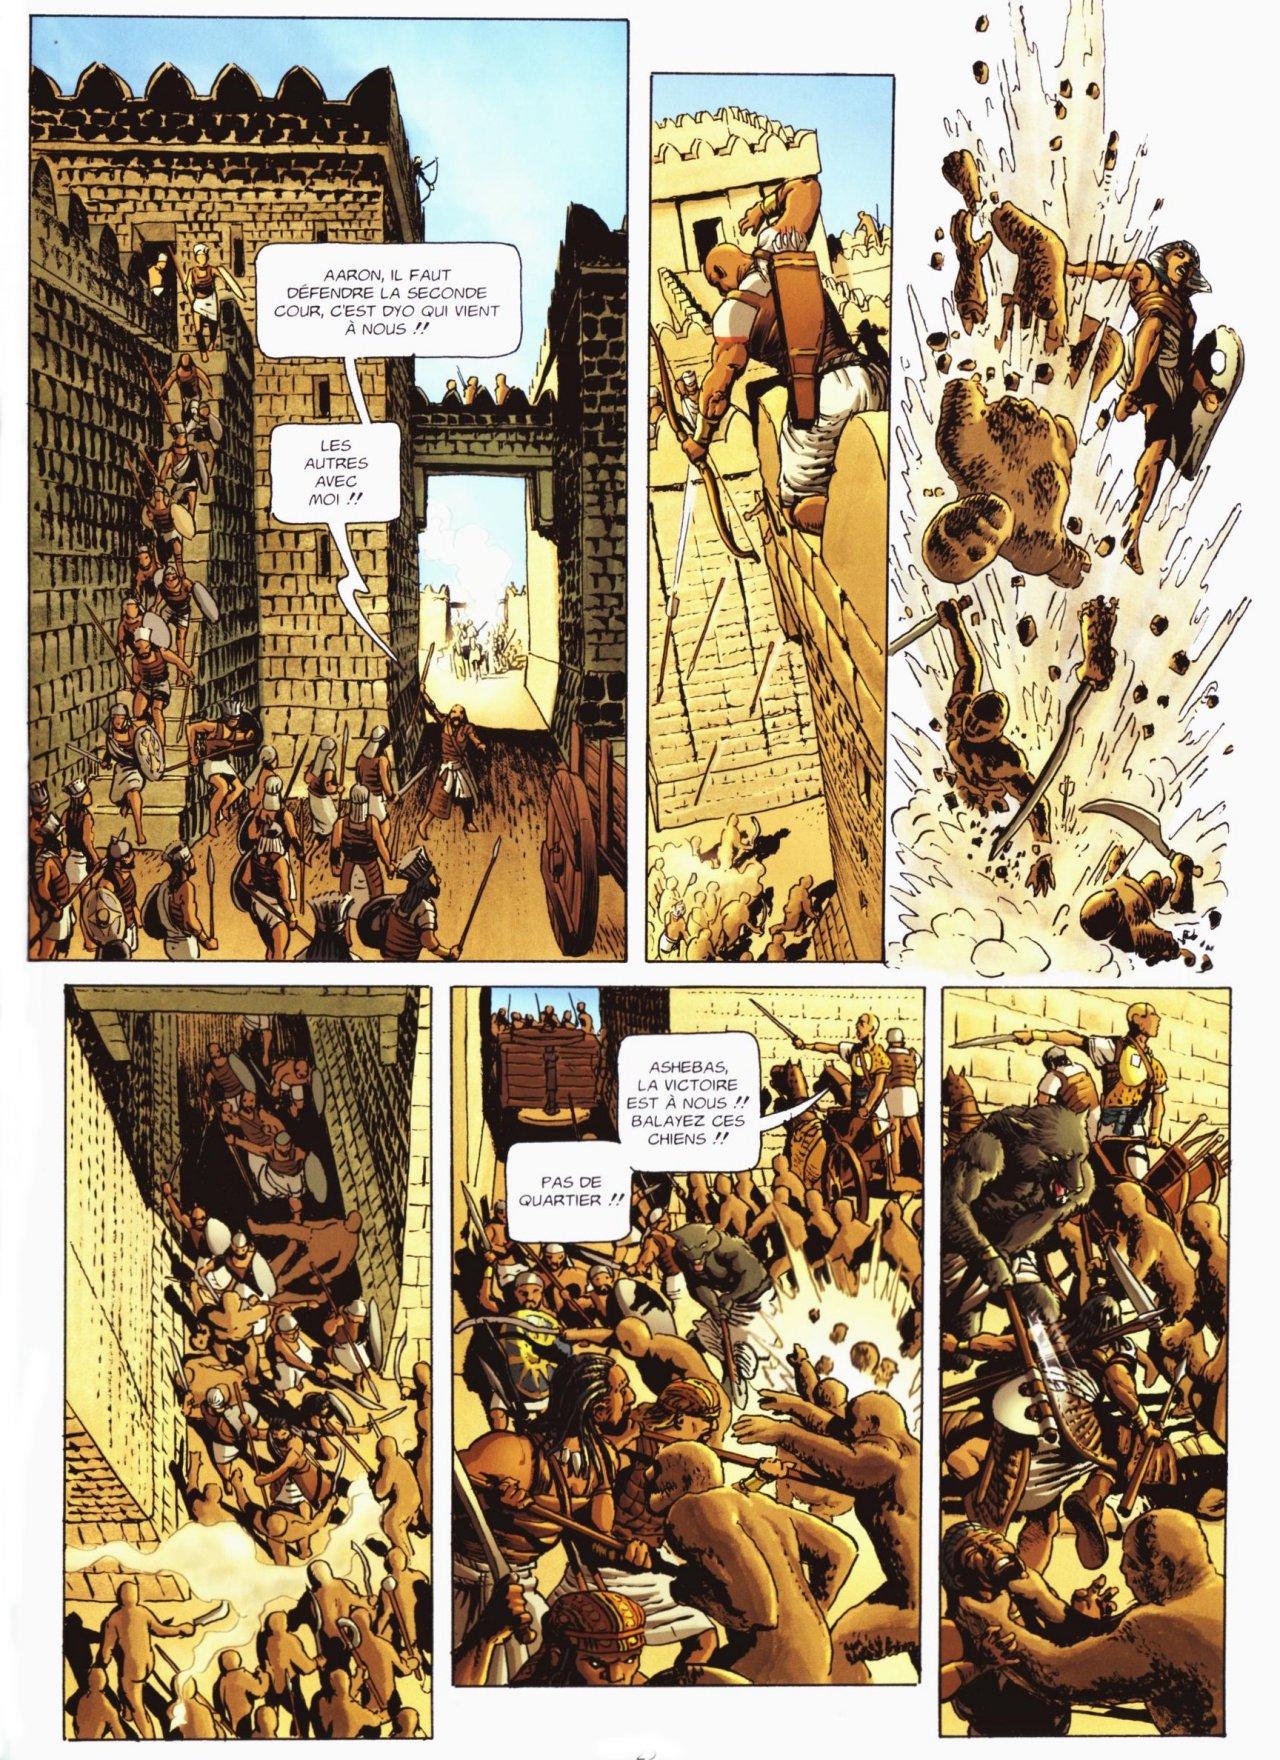 AARON, IL FAUT
DÉFENDRE LA SECONDE
COUR, C'EST DYO QUI VIENT
À NOUS !!
LES
AUTRES
AVEC
MOI !!
ASHEBAS,
LA VICTOIRE
EST À NOUS !!
BALAYEZ CES
CHIENS !!
PAS DE
QUARTIER !!